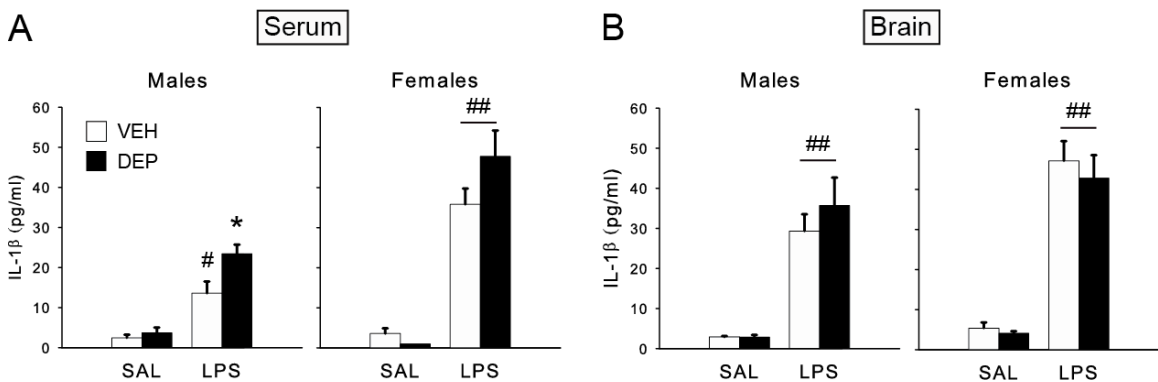 A
Serum
B
Brain
Males
Females
Males
Females
VEH
DEP
#
*
##
##
##
IL-1β (pg/ml)
60
50
40
30
20
10
0
SAL
LPS
SAL
LPS
IL-1β (pg/ml)
60
50
40
30
20
10
0
SAL
LPS
SAL
LPS